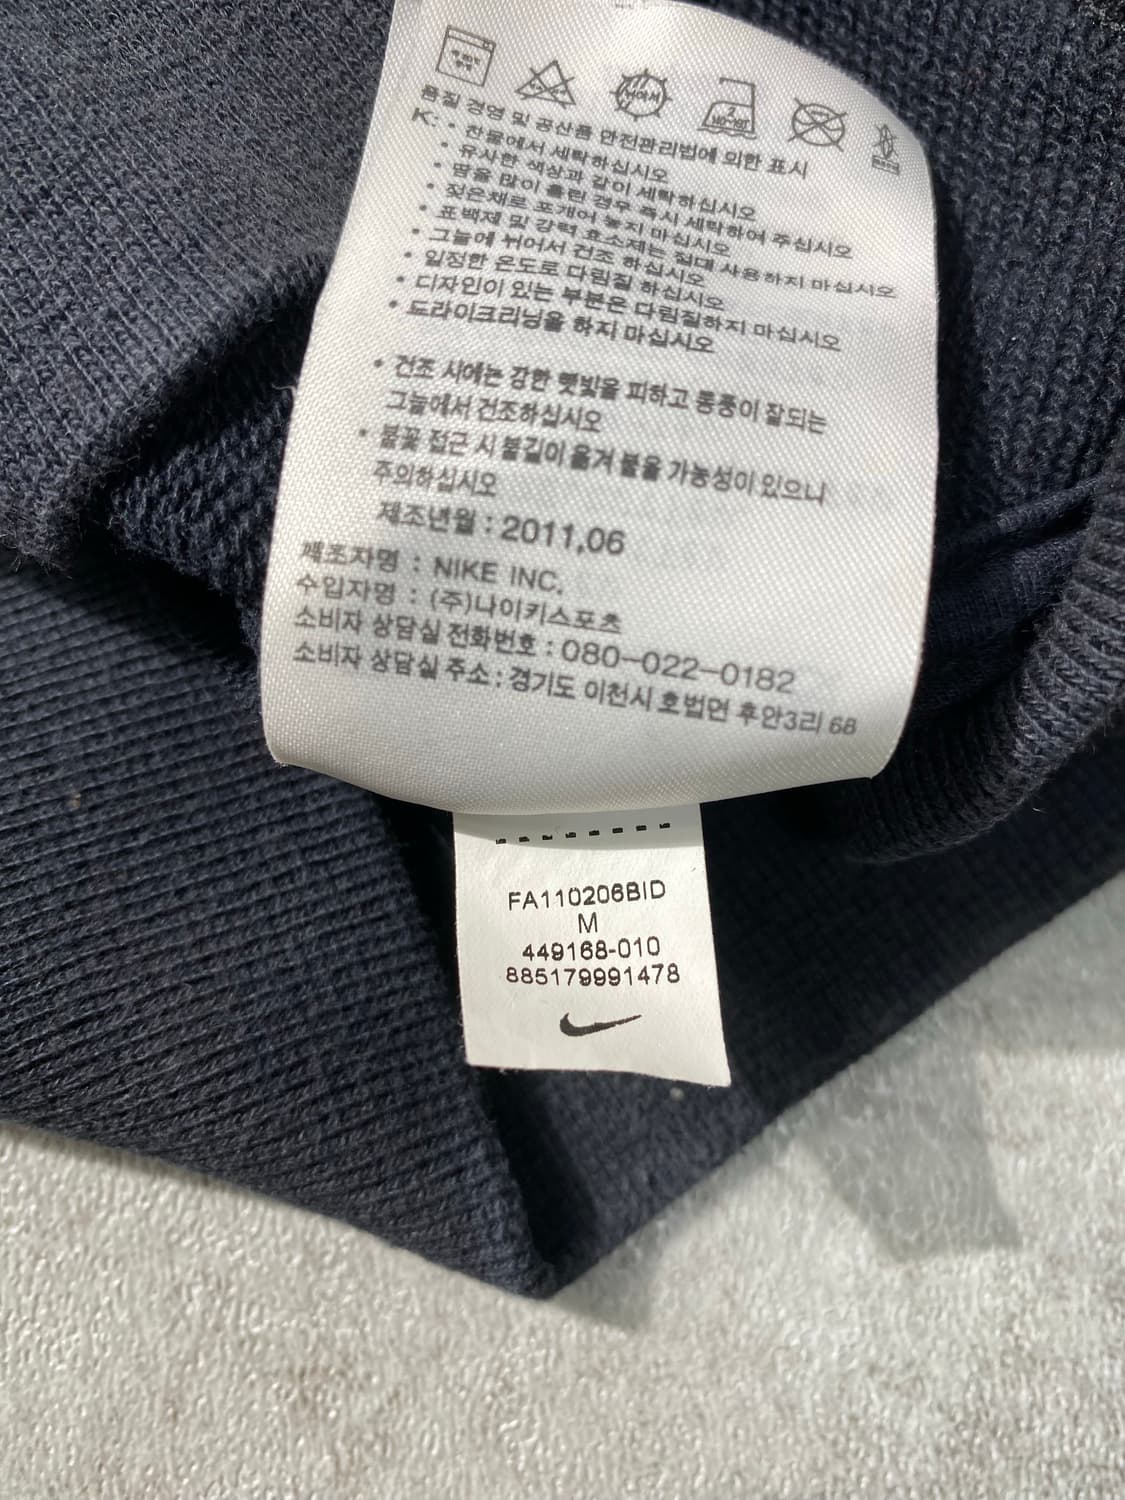 품질 경영 및 공산품 안전관리법에 의한 표시
K: • 찬물에서 세탁하십시오
• 유사한 색상과 같이 세탁하십시오
• 땀을 많이 흘린 경우 즉시 세탁하여 주십시오
• 젖은채로 포개어 놓지 마십시오
• 표백제 및 강력 효소제는 절대 사용하지 마십시오
• 그늘에 뉘어서 건조 하십시오
• 일정한 온도로 다림질 하십시오
• 디자인이 있는 부분은 다림질하지 마십시오
• 드라이크리닝을 하지 마십시오
• 건조 시에는 강한 햇빛을 피하고 통풍이 잘되는
그늘에서 건조하십시오
• 불꽃 접근 시 불길이 옮겨 붙을 가능성이 있으니
주의하십시오
제조년월 : 2011.06
제조자명 : NIKE INC.
수입자명 : (주)나이키스포츠
소비자 상담실 전화번호 : 080-022-0182
소비자 상담실 주소 : 경기도 이천시 호법면 후안3리 68
FA110206BID
M
449168-010
885179991478